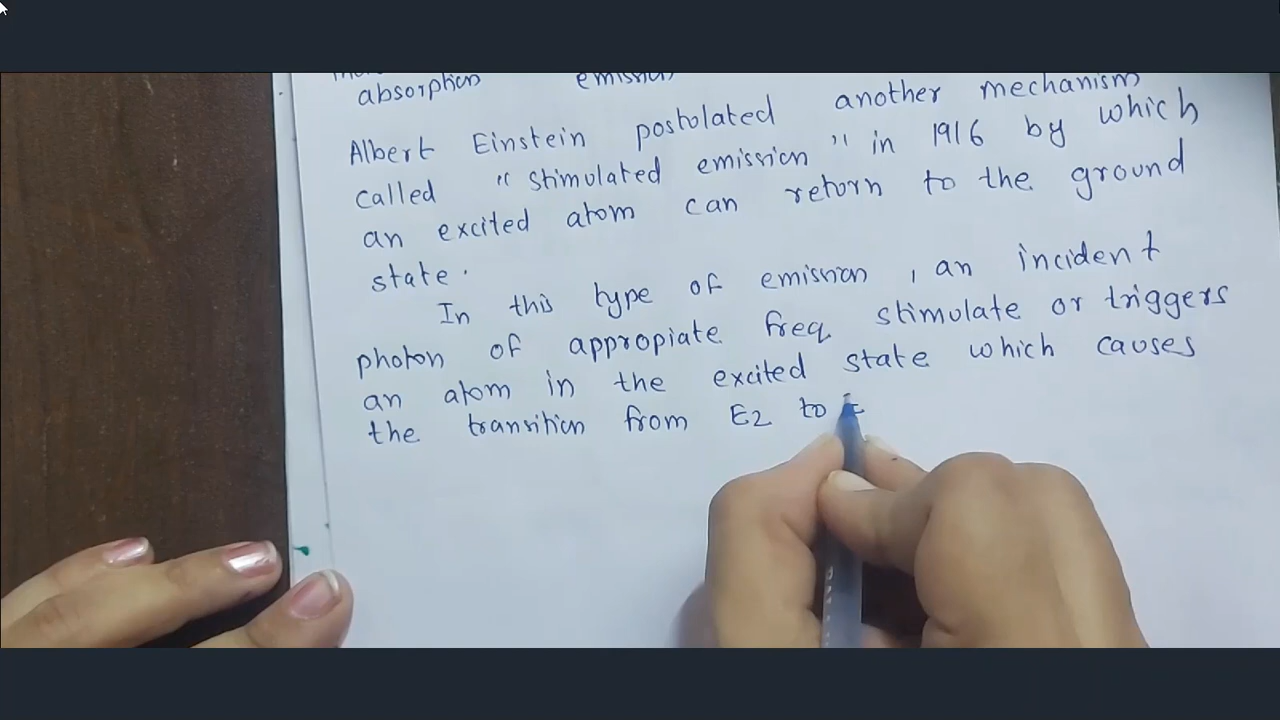 absorption emission
Albert Einstein postolated another mechanism
called " stimulated emission " in 1916 by which
an excited atom can return to the ground
state.
In this type of emission , an incident
photon of appropiate freq stimulate or triggers
an atom in the excited state which causes
the transition from E2 to